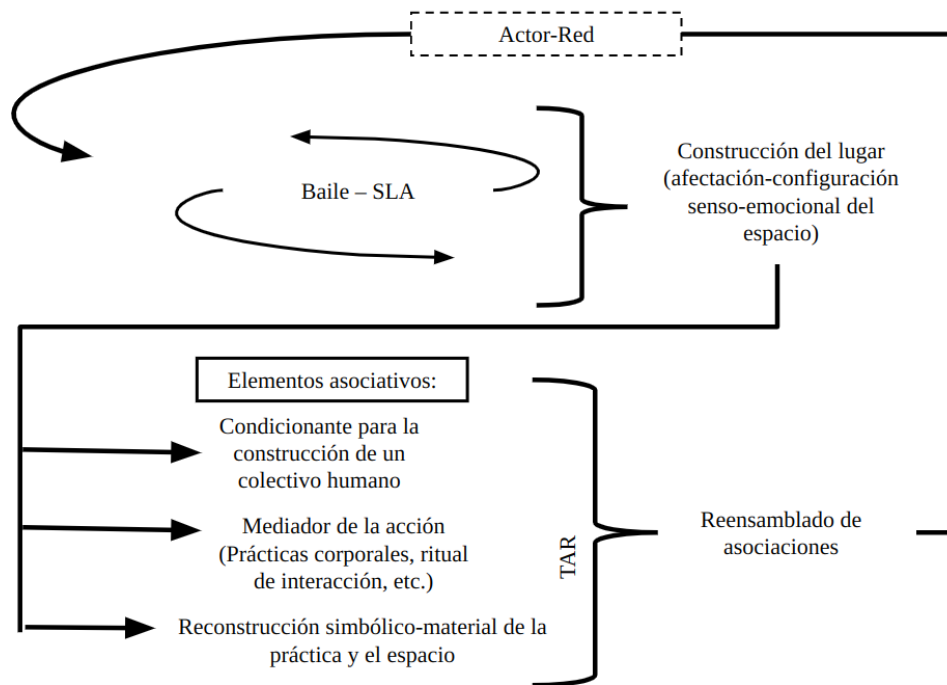 Actor-Red
Baile – SLA
Construcción del lugar
(afectación-configuración
senso-emocional del
espacio)
Elementos asociativos:
Condicionante para la
construcción de un
colectivo humano
Mediador de la acción
(Prácticas corporales, ritual
de interacción, etc.)
Reconstrucción simbólico-material de la
práctica y el espacio
TAR
Reensamblado de
asociaciones